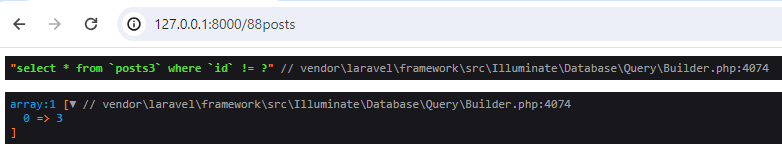 127.0.0.1:8000/88posts
"select * from `posts3` where `id` != ?" // vendor\laravel\framework\src\Illuminate\Database\Query\Builder.php:4074
array:1 [▼ // vendor\laravel\framework\src\Illuminate\Database\Query\Builder.php:4074
  0 => 3
]